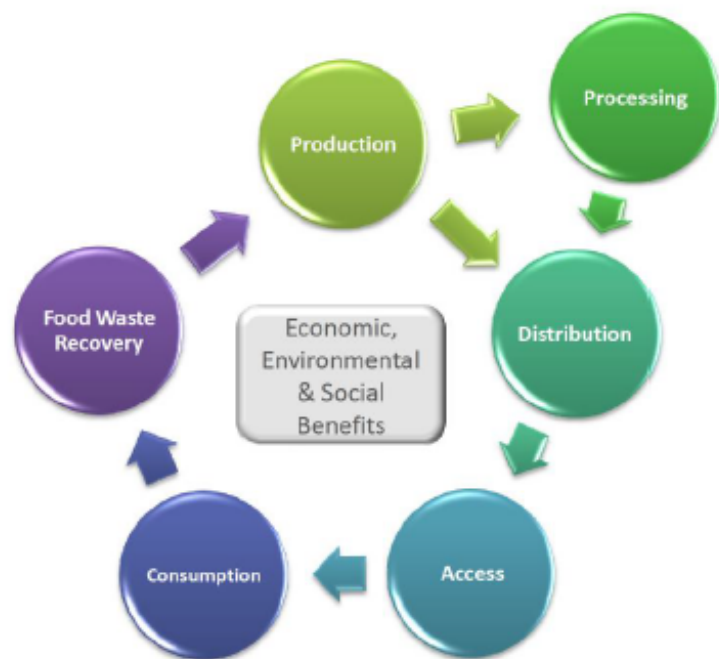 Processing
Production
Food Waste
Recovery
Economic,
Environmental
& Social
Benefits
Distribution
Consumption
Access